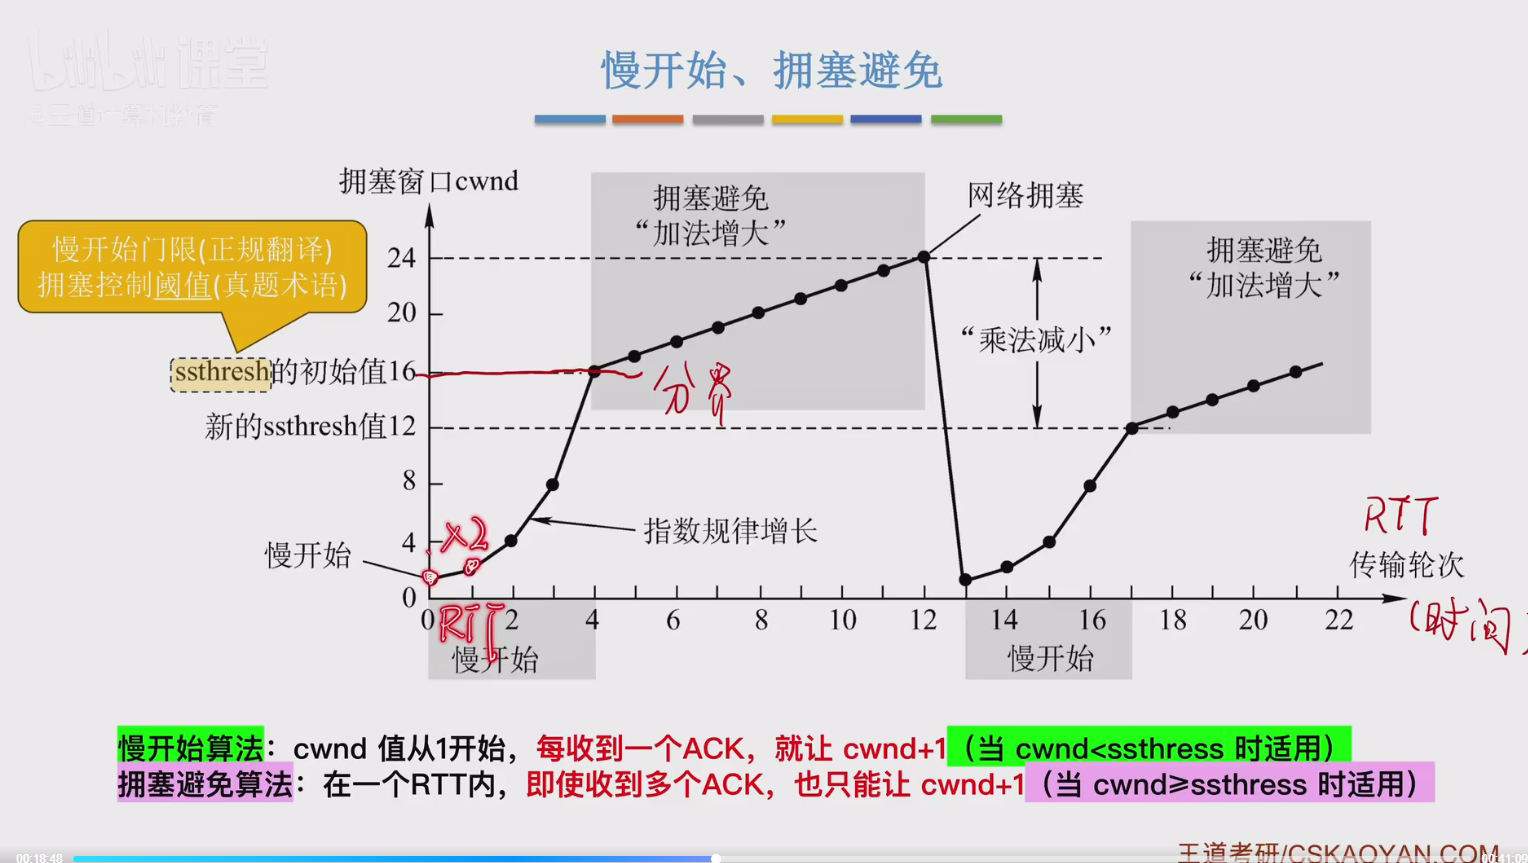 bilibili 课堂
慢开始、拥塞避免
拥塞窗口cwnd
慢开始门限(正规翻译)
拥塞控制阈值(真题术语)
拥塞避免
“加法增大”
网络拥塞
拥塞避免
“加法增大”
24
20
“乘法减小”
ssthresh的初始值16
分界
新的ssthresh值12
8
×2
指数规律增长
4
慢开始
RTT
传输轮次
(时间)
0
0
RTT
2
4
6
8
10
12
14
16
18
20
22
慢开始
慢开始
慢开始算法：cwnd 值从1开始，每收到一个ACK，就让 cwnd+1（当 cwnd<ssthress 时适用）
拥塞避免算法：在一个RTT内，即使收到多个ACK，也只能让 cwnd+1（当 cwnd≥ssthress 时适用）
00:18:48
王道考研/CSKAOYAN.COM
00:41:09